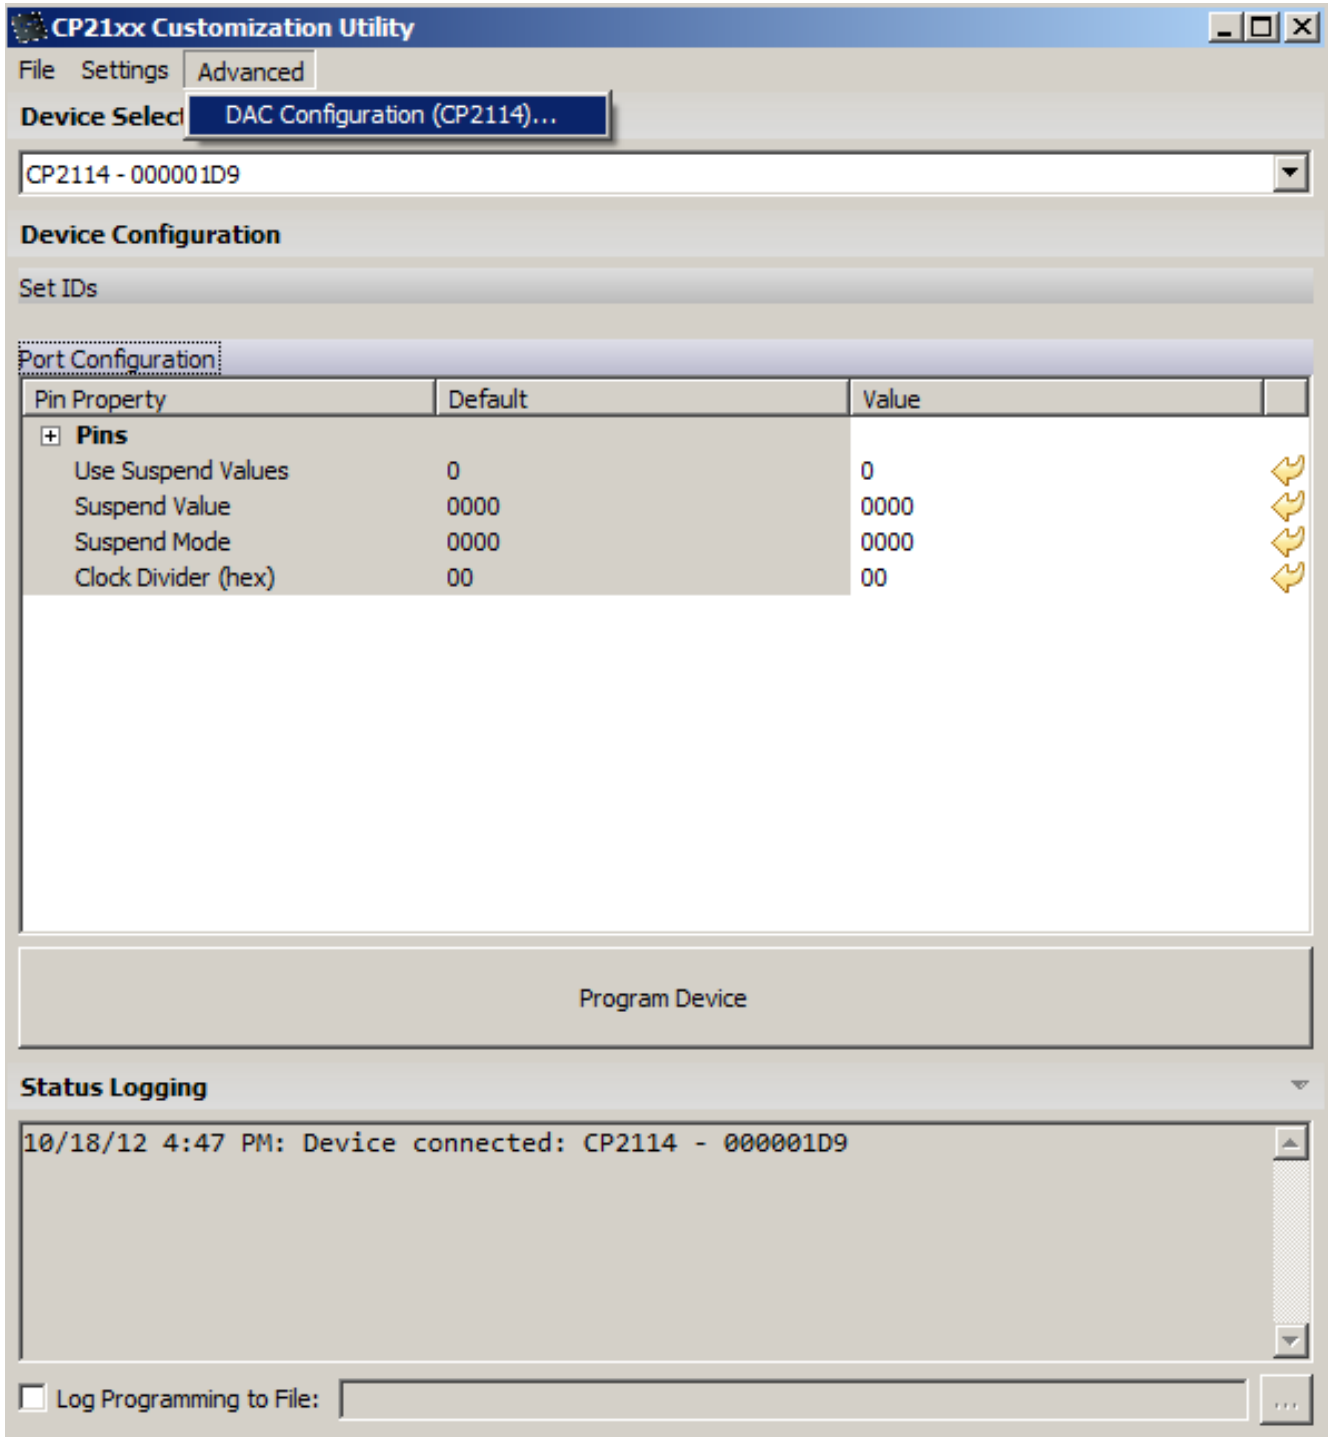 CP21xx Customization Utility
File Settings Advanced
DAC Configuration (CP2114)...
Device Select
CP2114 - 000001D9
Device Configuration
Set IDs
Port Configuration
Pin Property Default Value
Pins
Use Suspend Values 0 0
Suspend Value 0000 0000
Suspend Mode 0000 0000
Clock Divider (hex) 00 00
Program Device
Status Logging
10/18/12 4:47 PM: Device connected: CP2114 - 000001D9
Log Programming to File:
...